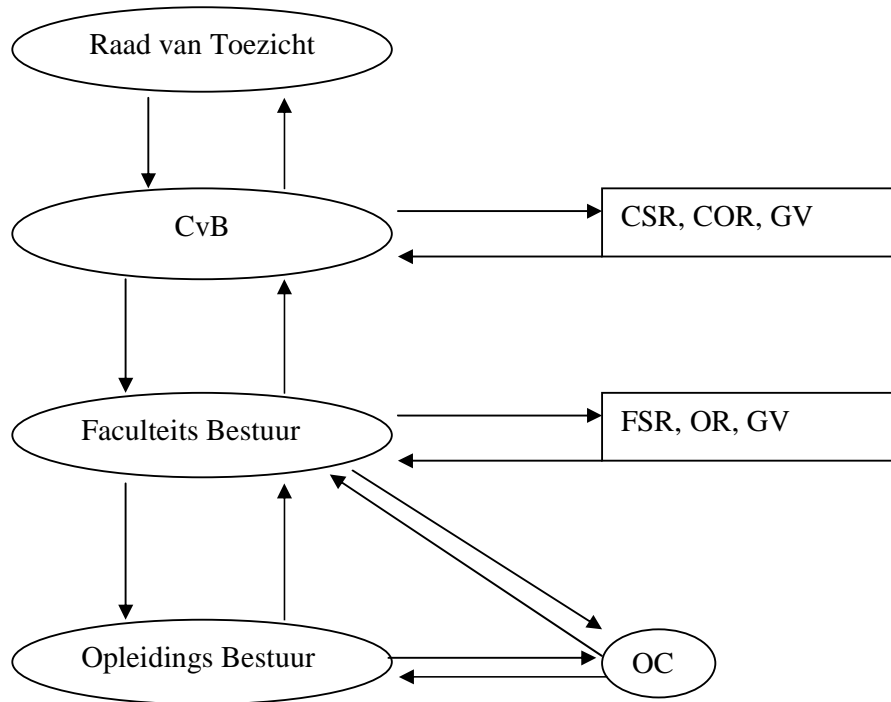 Raad van Toezicht
CvB
CSR, COR, GV
Faculteits Bestuur
FSR, OR, GV
Opleidings Bestuur
OC